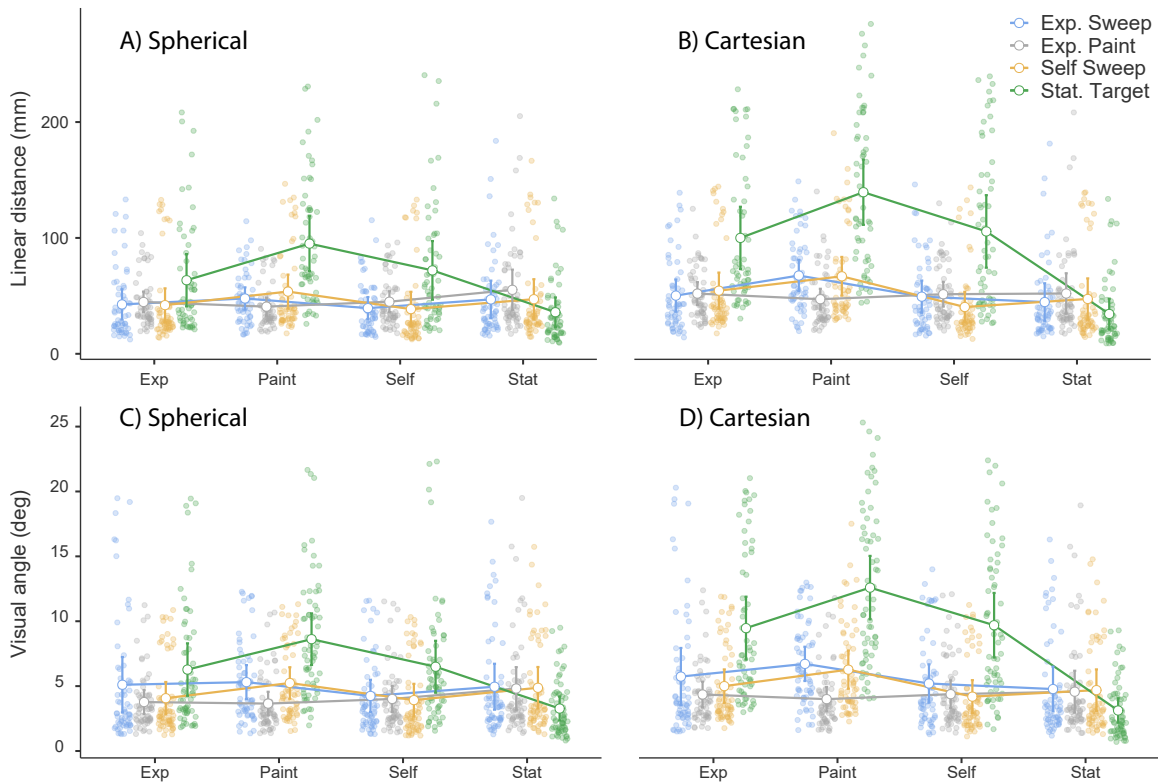 A) Spherical
B) Cartesian
Exp. Sweep
Exp. Paint
Self Sweep
Stat. Target
Linear distance (mm)
200
100
0
Exp Paint Self Stat
Exp Paint Self Stat
C) Spherical
D) Cartesian
Visual angle (deg)
25
20
15
10
5
0
Exp Paint Self Stat
Exp Paint Self Stat